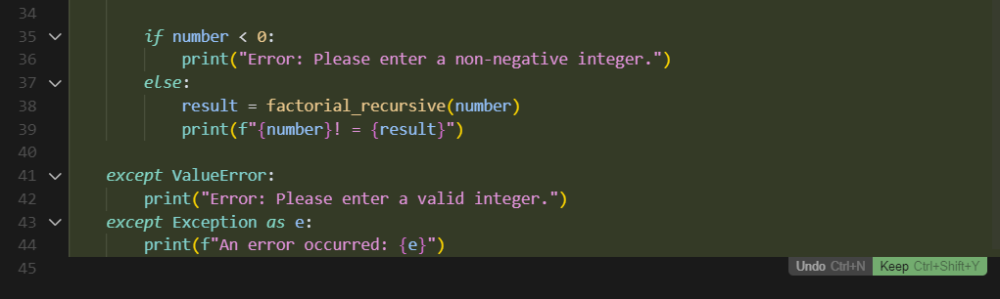 34
35 if number < 0:
36 print("Error: Please enter a non-negative integer.")
37 else:
38 result = factorial_recursive(number)
39 print(f"{number}! = {result}")
40
41 except ValueError:
42 print("Error: Please enter a valid integer.")
43 except Exception as e:
44 print(f"An error occurred: {e}")
45
Undo Ctrl+N Keep Ctrl+Shift+Y